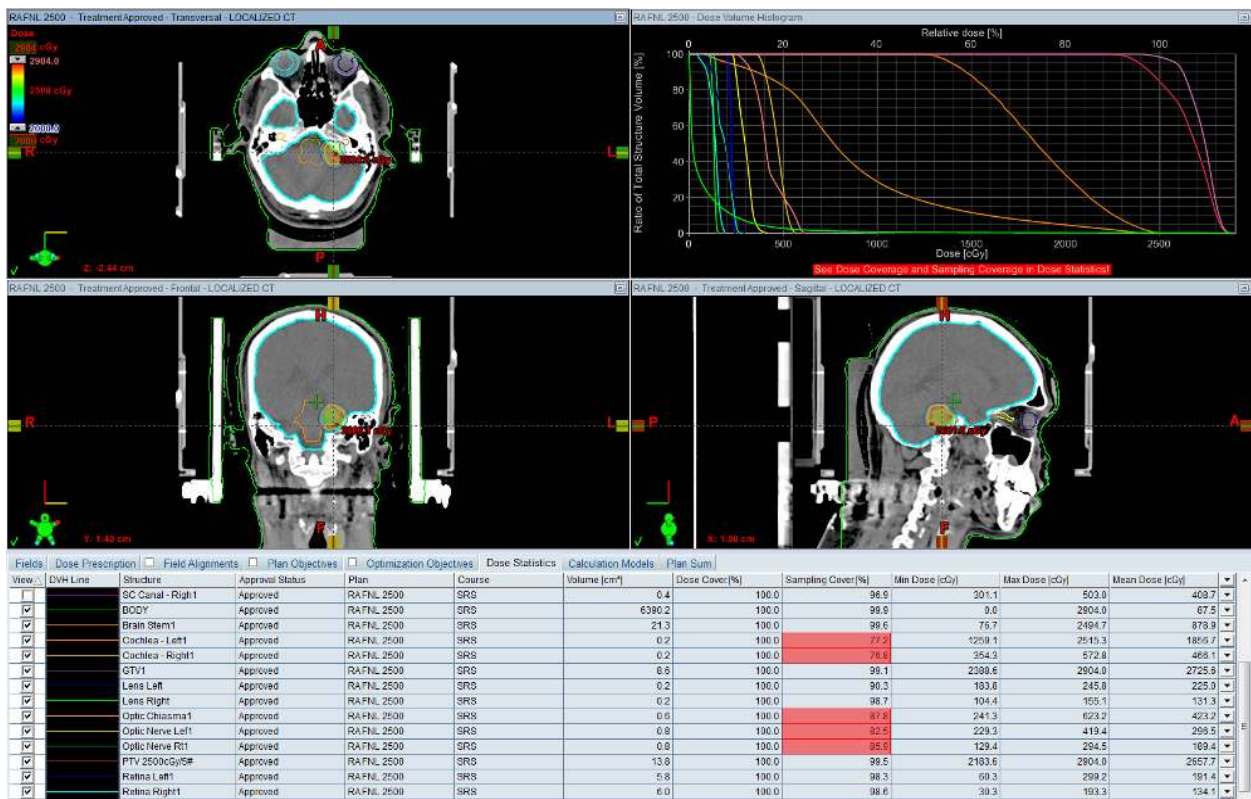 RAFNL 2500 - Treatment Approved - Transversal - LOCALIZED CT
Dose
2904 cGy
2904.0
2500 cGy
2000.0
2000 cGy
A
R
L
P
Z: -2.44 cm
RAFNL 2500 - Dose Volume Histogram
Relative dose [%]
0 20 40 60 80 100
Ratio of Total Structure Volume [%]
100
80
60
40
20
0
0 500 1000 1500 2000 2500
Dose [cGy]
See Dose Coverage and Sampling Coverage in Dose Statistics!
RAFNL 2500 - Treatment Approved - Frontal - LOCALIZED CT
H
R
L
F
Y: 1.40 cm
RAFNL 2500 - Treatment Approved - Sagittal - LOCALIZED CT
H
P
A
F
Fields Dose Prescription Field Alignments Plan Objectives Optimization Objectives Dose Statistics Calculation Models Plan Sum
View DVH Line Structure Approval Status Plan Course Volume [cm³] Dose Cover.[%] Sampling Cover.[%] Min Dose [cGy] Max Dose [cGy] Mean Dose [cGy]
SC Canal - Right1 Approved RAFNL 2500 SRS 0.4 100.0 96.9 301.1 503.0 408.7
BODY Approved RAFNL 2500 SRS 6390.2 100.0 99.9 0.0 2904.0 67.5
Brain Stem1 Approved RAFNL 2500 SRS 21.3 100.0 99.6 76.7 2494.7 878.9
Cochlea - Left1 Approved RAFNL 2500 SRS 0.2 100.0 77.2 1259.1 2515.3 1856.7
Cochlea - Right1 Approved RAFNL 2500 SRS 0.2 100.0 76.8 354.3 572.8 466.1
GTV1 Approved RAFNL 2500 SRS 8.6 100.0 99.1 2388.6 2904.0 2725.6
Lens Left Approved RAFNL 2500 SRS 0.2 100.0 90.3 183.8 245.8 225.0
Lens Right Approved RAFNL 2500 SRS 0.2 100.0 98.7 104.4 155.1 131.3
Optic Chiasma1 Approved RAFNL 2500 SRS 0.6 100.0 87.8 241.3 623.2 423.2
Optic Nerve Left1 Approved RAFNL 2500 SRS 0.8 100.0 82.5 229.3 419.4 296.5
Optic Nerve Rt1 Approved RAFNL 2500 SRS 0.8 100.0 85.9 129.4 294.5 189.4
PTV 2500cGy/5# Approved RAFNL 2500 SRS 13.8 100.0 99.5 2183.6 2904.0 2657.7
Retina Left1 Approved RAFNL 2500 SRS 5.8 100.0 98.3 60.3 299.2 191.4
Retina Right1 Approved RAFNL 2500 SRS 6.0 100.0 98.6 30.3 193.3 134.1